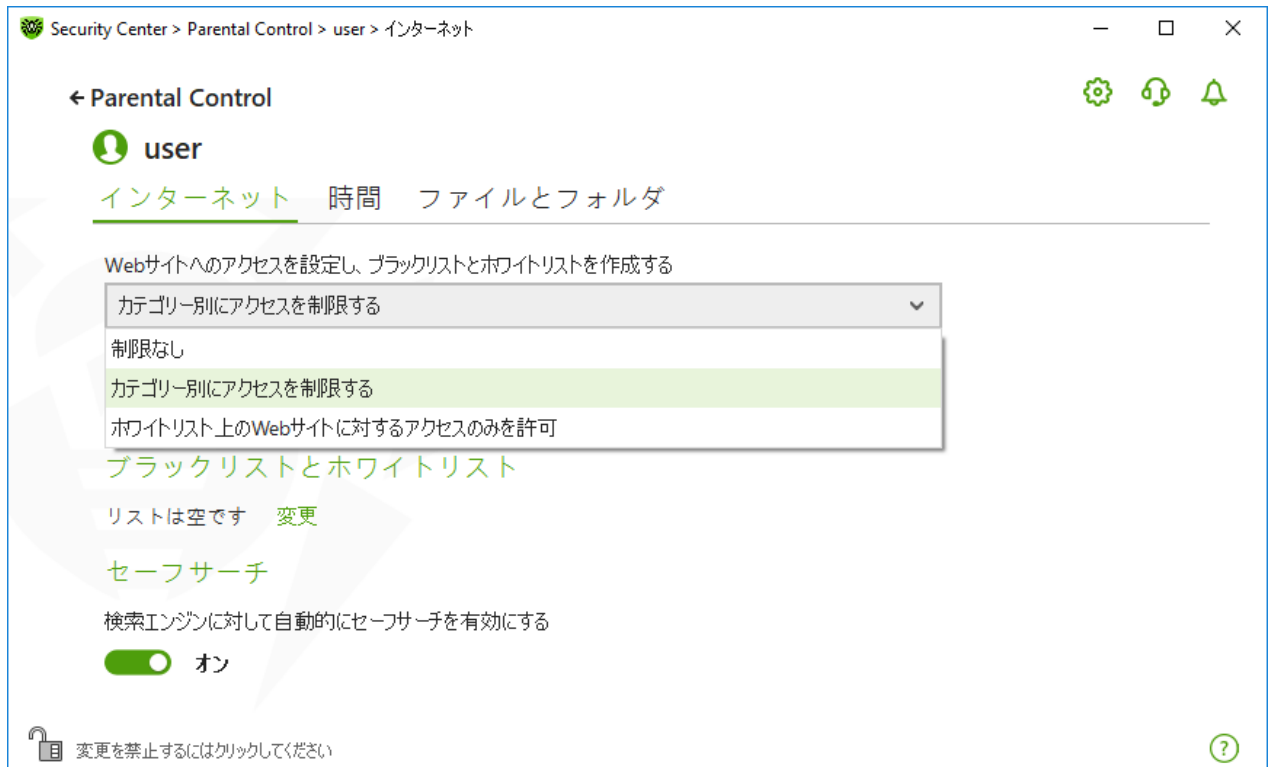 Security Center > Parental Control > user > インターネット
Parental Control
user
インターネット 時間 ファイルとフォルダ
Webサイトへのアクセスを設定し、ブラックリストとホワイトリストを作成する
カテゴリー別にアクセスを制限する
制限なし
カテゴリー別にアクセスを制限する
ホワイトリスト上のWebサイトに対するアクセスのみを許可
ブラックリストとホワイトリスト
リストは空です 変更
セーフサーチ
検索エンジンに対して自動的にセーフサーチを有効にする
オン
変更を禁止するにはクリックしてください